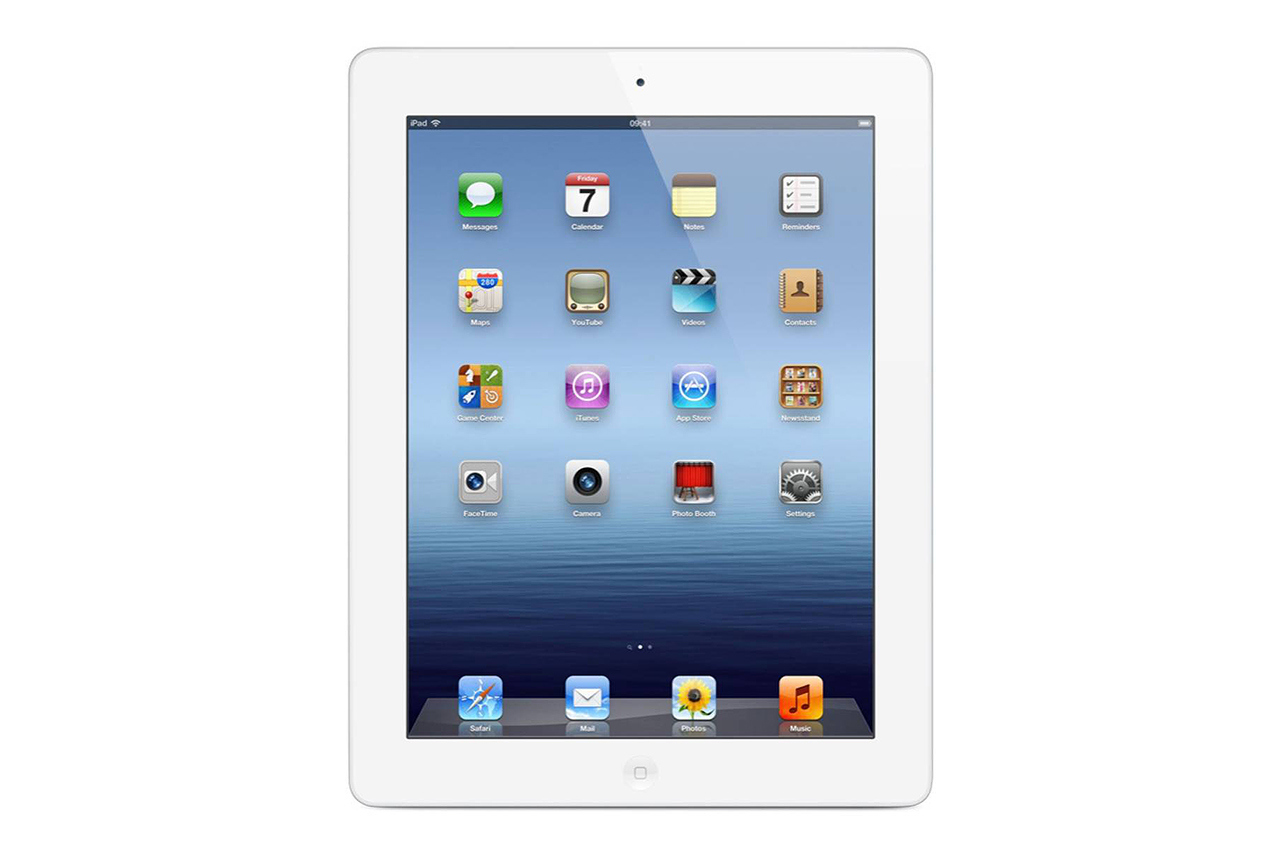 iPad 09:41
Friday
7
Messages Calendar Notes Reminders
280
Maps YouTube Videos Contacts
Game Center iTunes App Store Newsstand
FaceTime Camera Photo Booth Settings
Safari Mail Photos Music